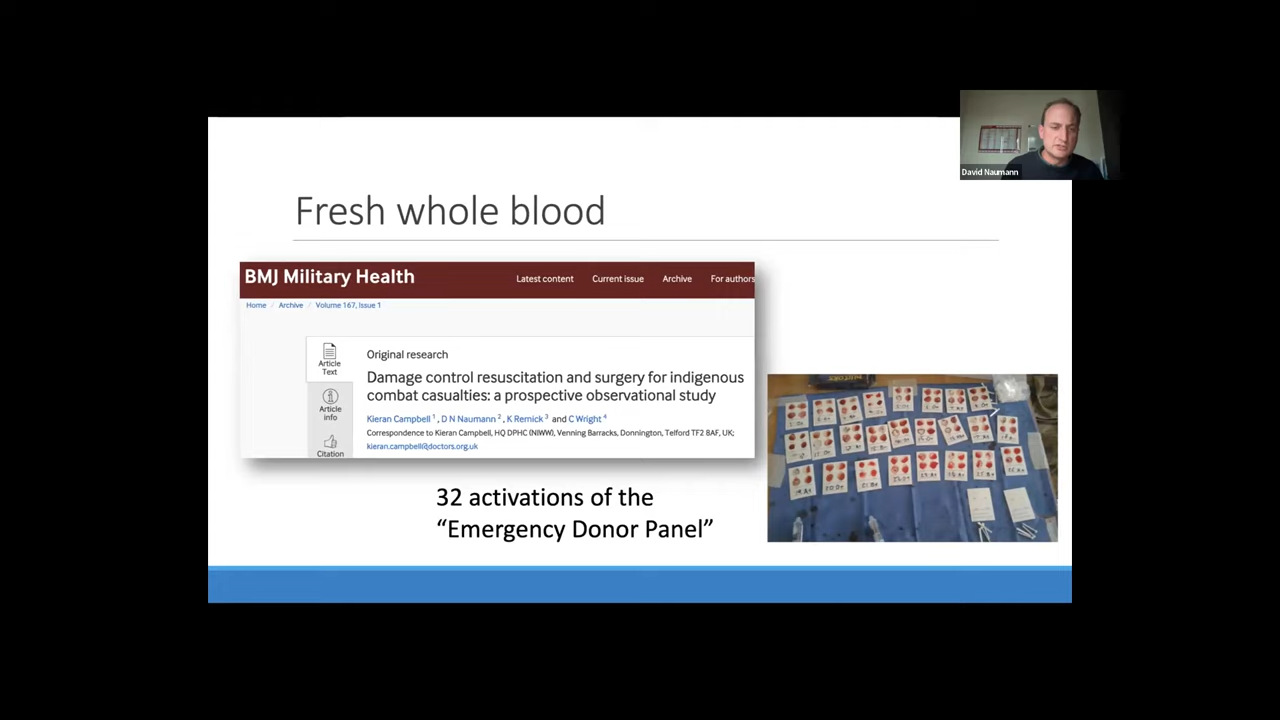 David Naumann
Fresh whole blood
BMJ Military Health
Latest content
Current issue
Archive
For authors
Home / Archive / Volume 167, Issue 1
Article
Text
Article
info
Citation
Original research
Damage control resuscitation and surgery for indigenous
combat casualties: a prospective observational study
Kieran Campbell 1, D N Naumann 2, K Remick 3 and C Wright 4
Correspondence to Kieran Campbell, HQ DPHC (NIWW), Venning Barracks, Donnington, Telford TF2 8AF, UK;
kieran.campbell@doctors.org.uk
32 activations of the
“Emergency Donor Panel”